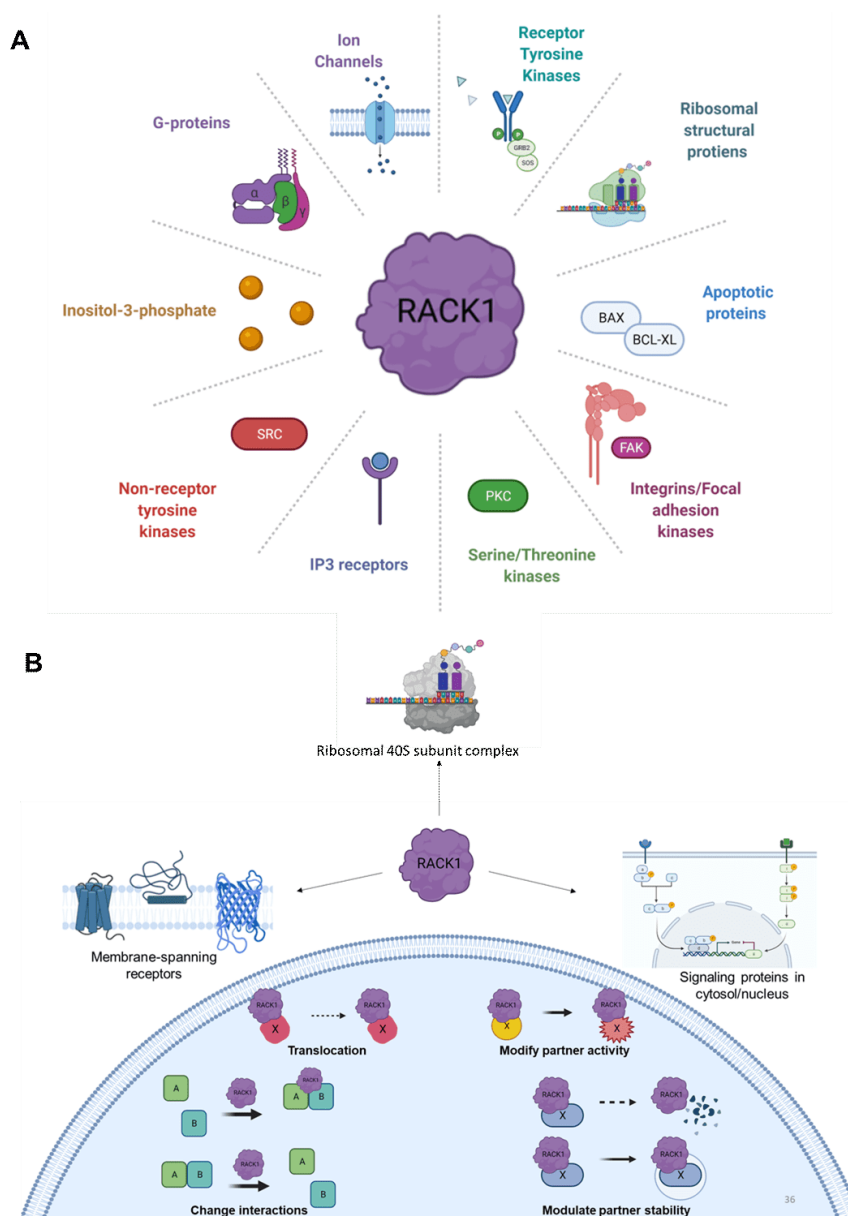 A
Ion
Channels
Receptor
Tyrosine
Kinases
G-proteins
Ribosomal
structural
protiens
P
P
GRB2
SOS
α
β
γ
RACK1
Inositol-3-phosphate
Apoptotic
proteins
BAX
BCL-XL
SRC
FAK
PKC
Non-receptor
tyrosine
kinases
Integrins/Focal
adhesion
kinases
IP3 receptors
Serine/Threonine
kinases
B
Ribosomal 40S subunit complex
RACK1
Membrane-spanning
receptors
Signaling proteins in
cytosol/nucleus
RACK1
X
RACK1
X
Translocation
RACK1
X
RACK1
X
Modify partner activity
A
B
RACK1
RACK1
A
B
RACK1
X
RACK1
A
B
RACK1
A
B
Change interactions
RACK1
X
RACK1
X
Modulate partner stability
36